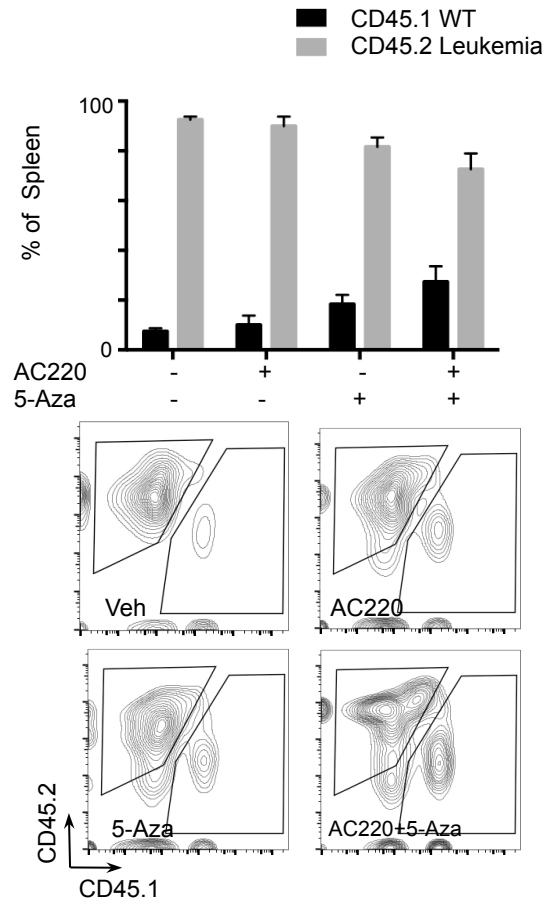 CD45.1 WT
CD45.2 Leukemia
100
% of Spleen
0
AC220 - + - +
5-Aza - - + +
Veh
AC220
5-Aza
AC220+5-Aza
CD45.2
CD45.1